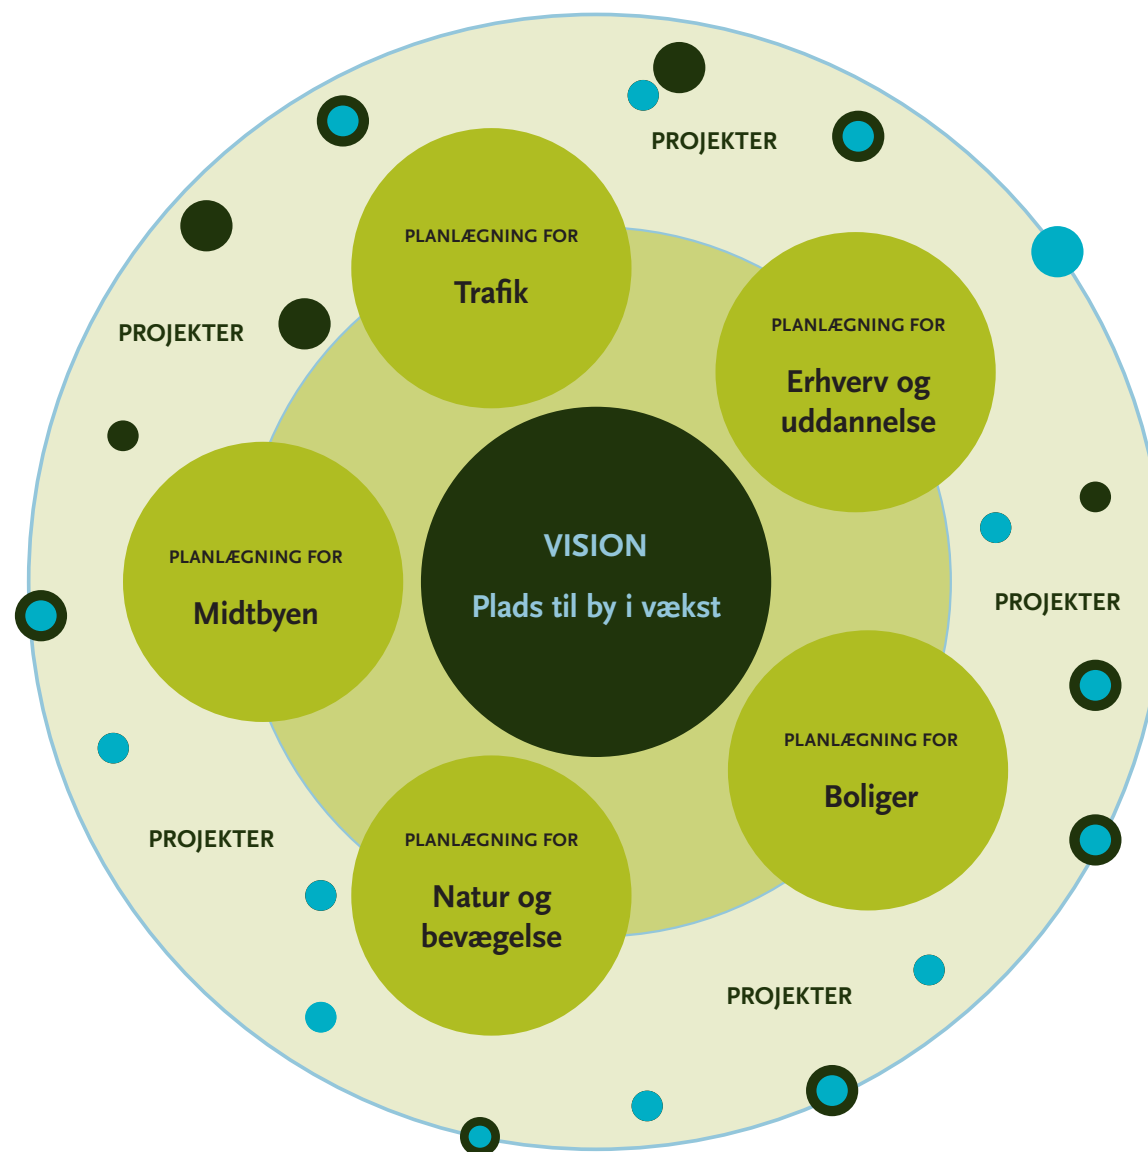 PROJEKTER
PLANLÆGNING FOR
Trafik
PROJEKTER
PLANLÆGNING FOR
Erhverv og
uddannelse
VISION
Plads til by i vækst
PLANLÆGNING FOR
Midtbyen
PROJEKTER
PLANLÆGNING FOR
Boliger
PROJEKTER
PLANLÆGNING FOR
Natur og
bevægelse
PROJEKTER